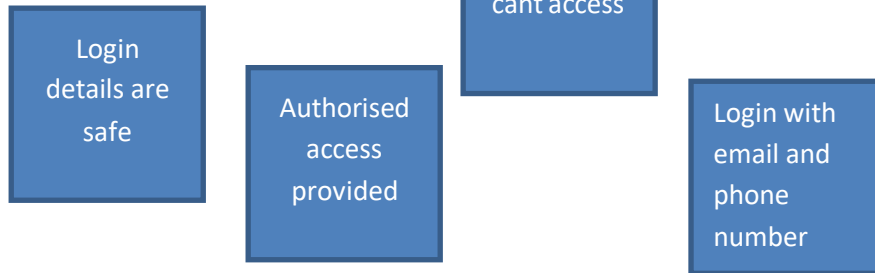 Login
details are
safe
Authorised
access
provided
cant access
Login with
email and
phone
number